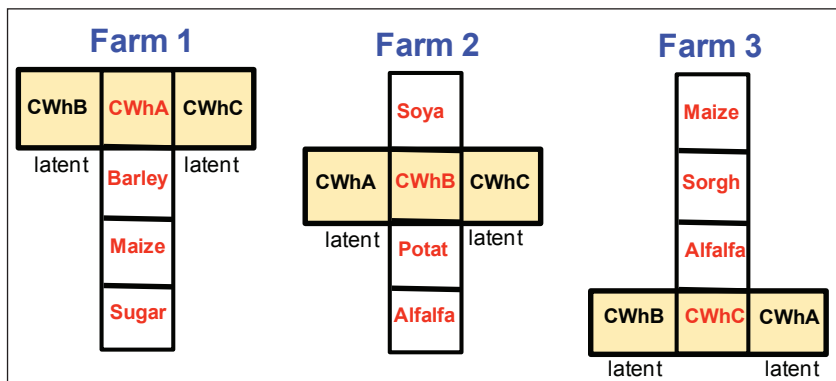 Farm 1
CWhB CWhA CWhC
latent latent
Barley
Maize
Sugar
Farm 2
Soya
CWhA CWhB CWhC
latent latent
Potat
Alfalfa
Farm 3
Maize
Sorgh
Alfalfa
CWhB CWhC CWhA
latent latent